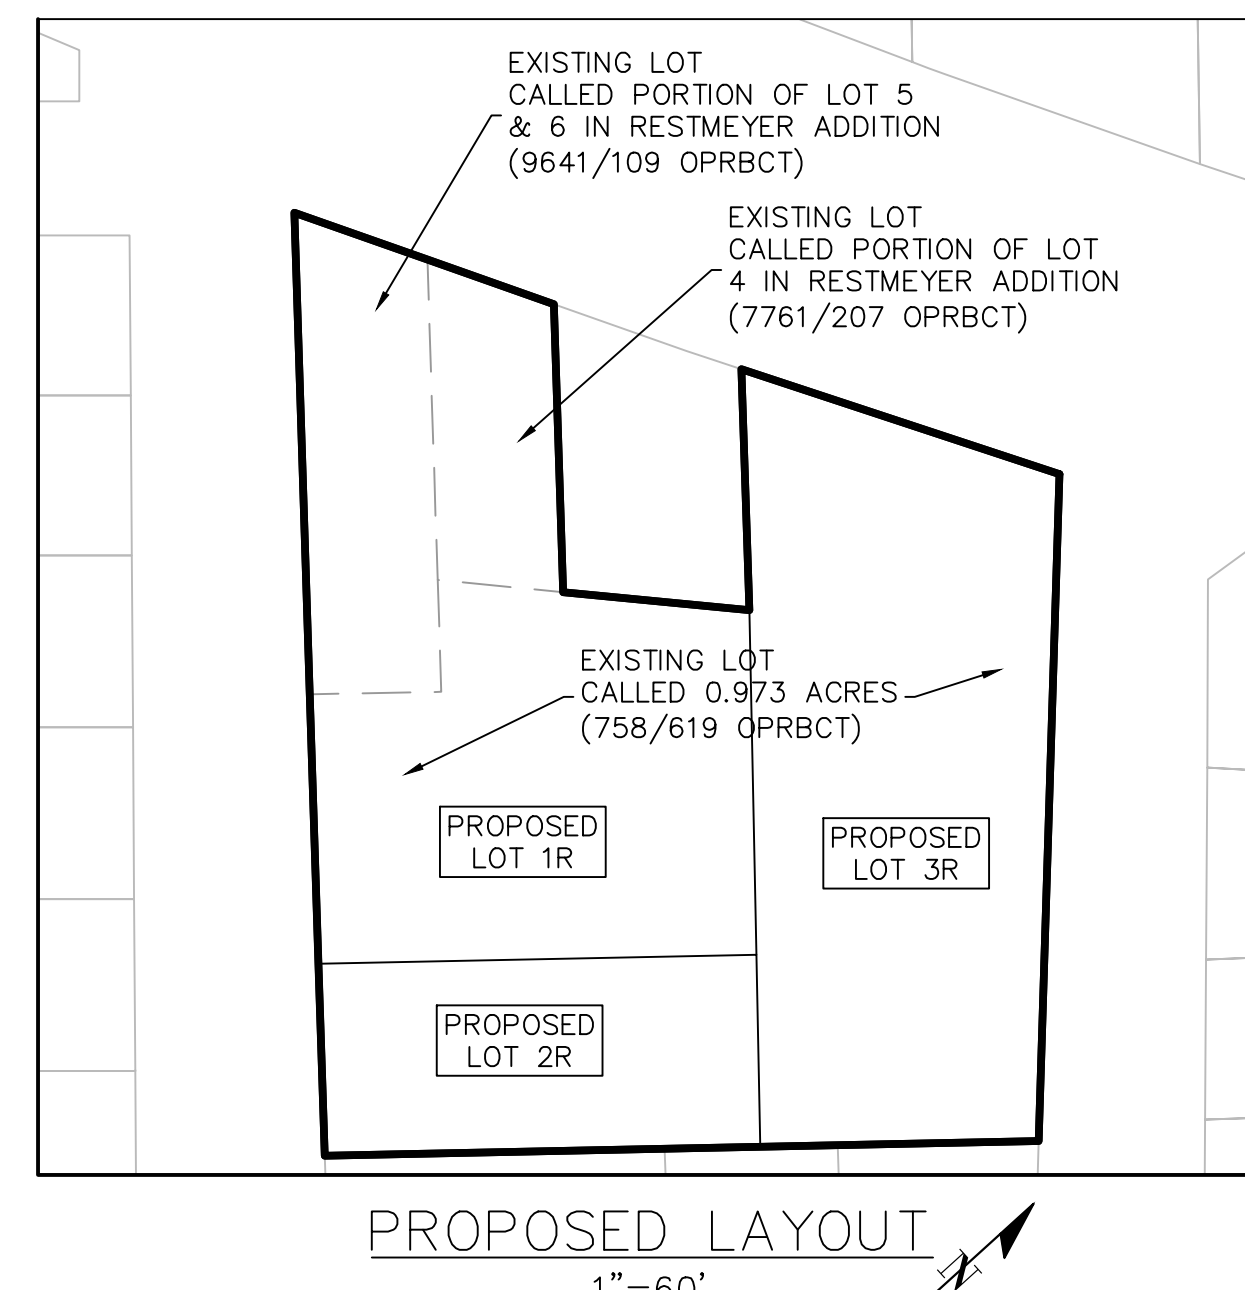 EXISTING LOT
CALLED PORTION OF LOT 5
& 6 IN RESTMEYER ADDITION
(9641/109 OPRBCT)
EXISTING LOT
CALLED PORTION OF LOT
4 IN RESTMEYER ADDITION
(7761/207 OPRBCT)
EXISTING LOT
CALLED 0.973 ACRES
(758/619 OPRBCT)
PROPOSED
LOT 1R
PROPOSED
LOT 3R
PROPOSED
LOT 2R
PROPOSED LAYOUT
1"=60'
N